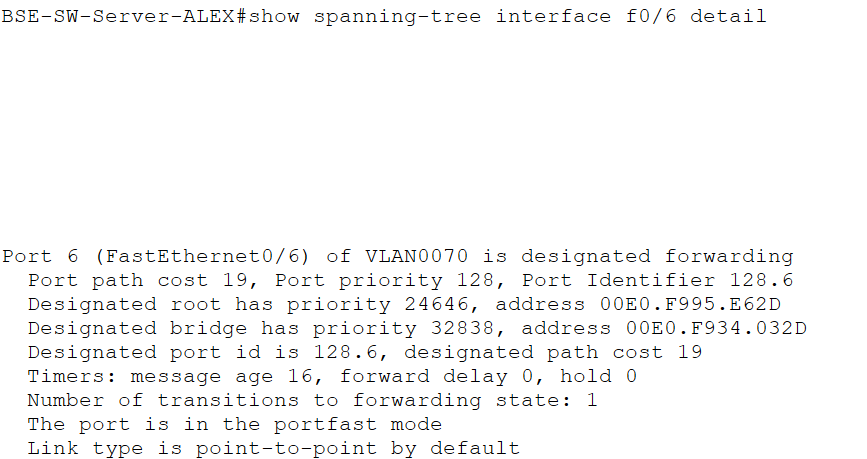 BSE-SW-Server-ALEX#show spanning-tree interface f0/6 detail
Port 6 (FastEthernet0/6) of VLAN0070 is designated forwarding
Port path cost 19, Port priority 128, Port Identifier 128.6
Designated root has priority 24646, address 00E0.F995.E62D
Designated bridge has priority 32838, address 00E0.F934.032D
Designated port id is 128.6, designated path cost 19
Timers: message age 16, forward delay 0, hold 0
Number of transitions to forwarding state: 1
The port is in the portfast mode
Link type is point-to-point by default